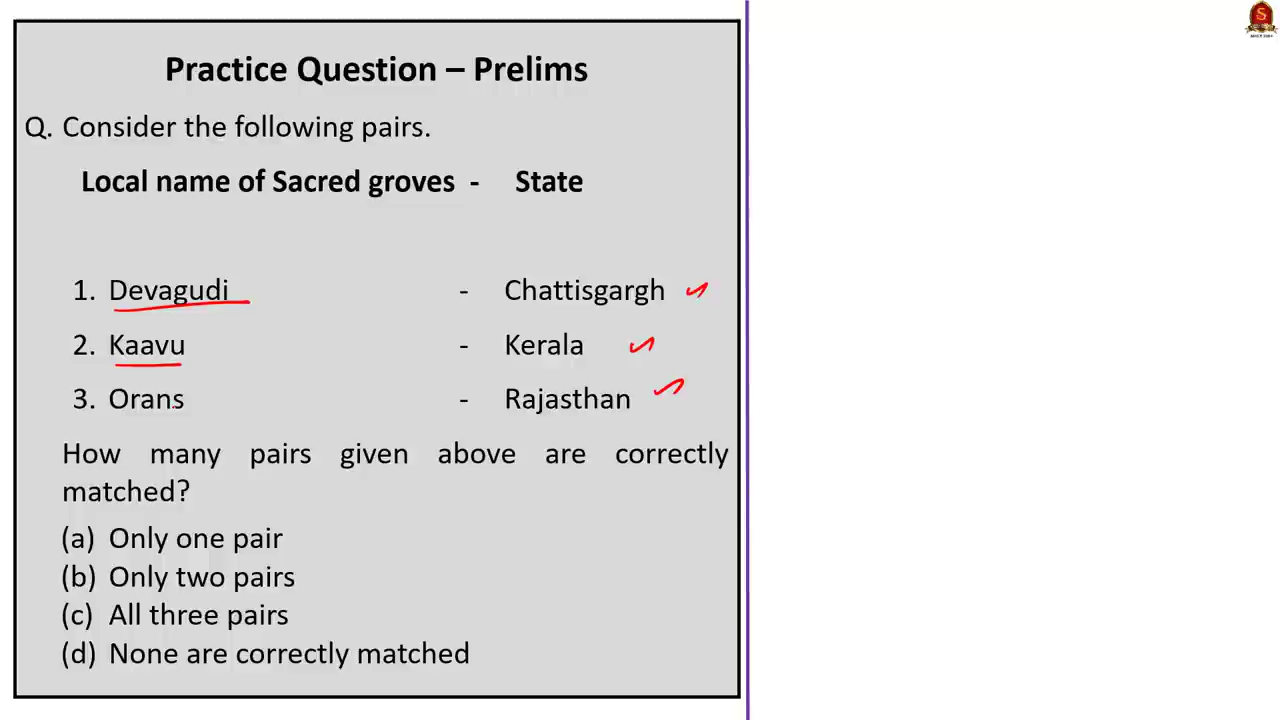 Practice Question – Prelims
Q. Consider the following pairs.
Local name of Sacred groves - State
1. Devagudi - Chattisgargh
2. Kaavu - Kerala
3. Orans - Rajasthan
How many pairs given above are correctly
matched?
(a) Only one pair
(b) Only two pairs
(c) All three pairs
(d) None are correctly matched
S